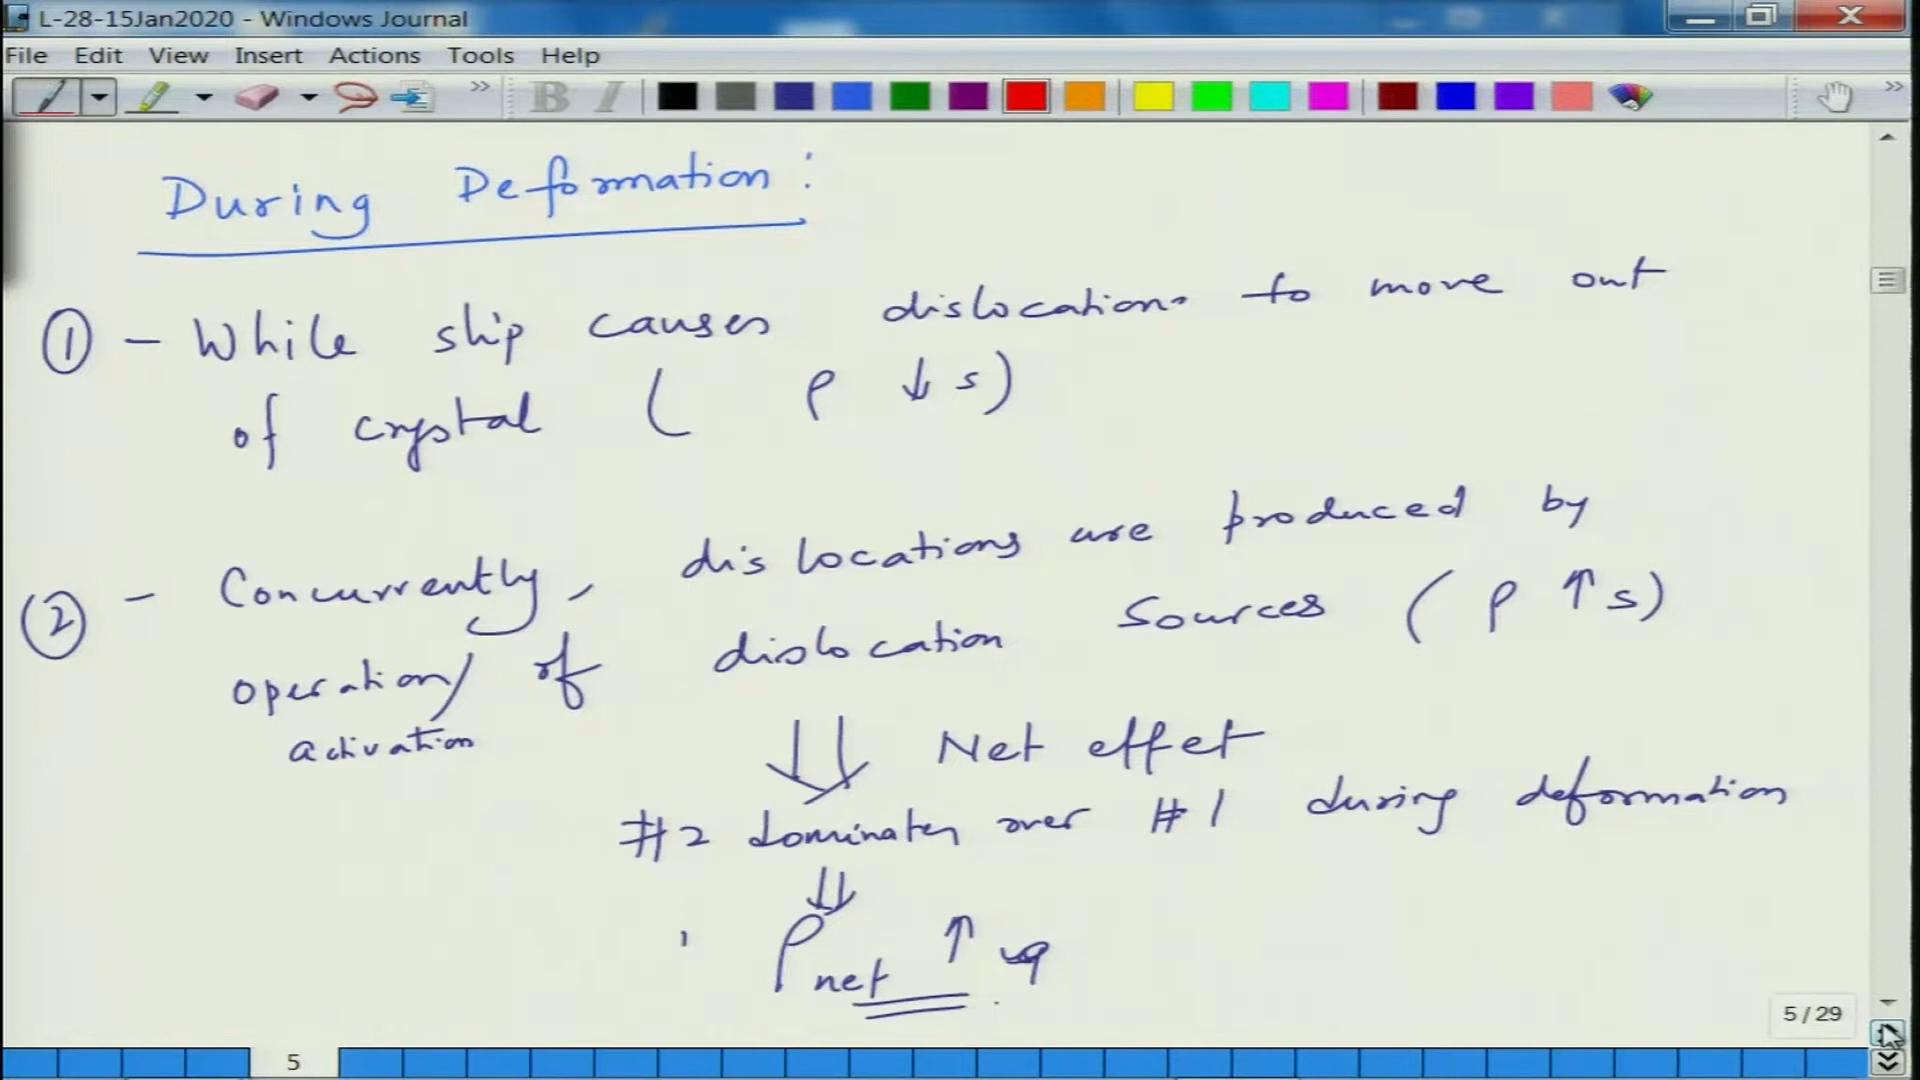 L-28-15Jan2020 - Windows Journal
File Edit View Insert Actions Tools Help
B I
During Deformation:
① - While slip causes dislocations to move out
of crystal ( ρ ↓s)
② - Concurrently, dislocations are produced by
operation/ of dislocation sources ( ρ ↑s)
activation
⇓ Net effet
#2 dominates over #1 during deformation
⇓
ρnet ↑
5/29
5